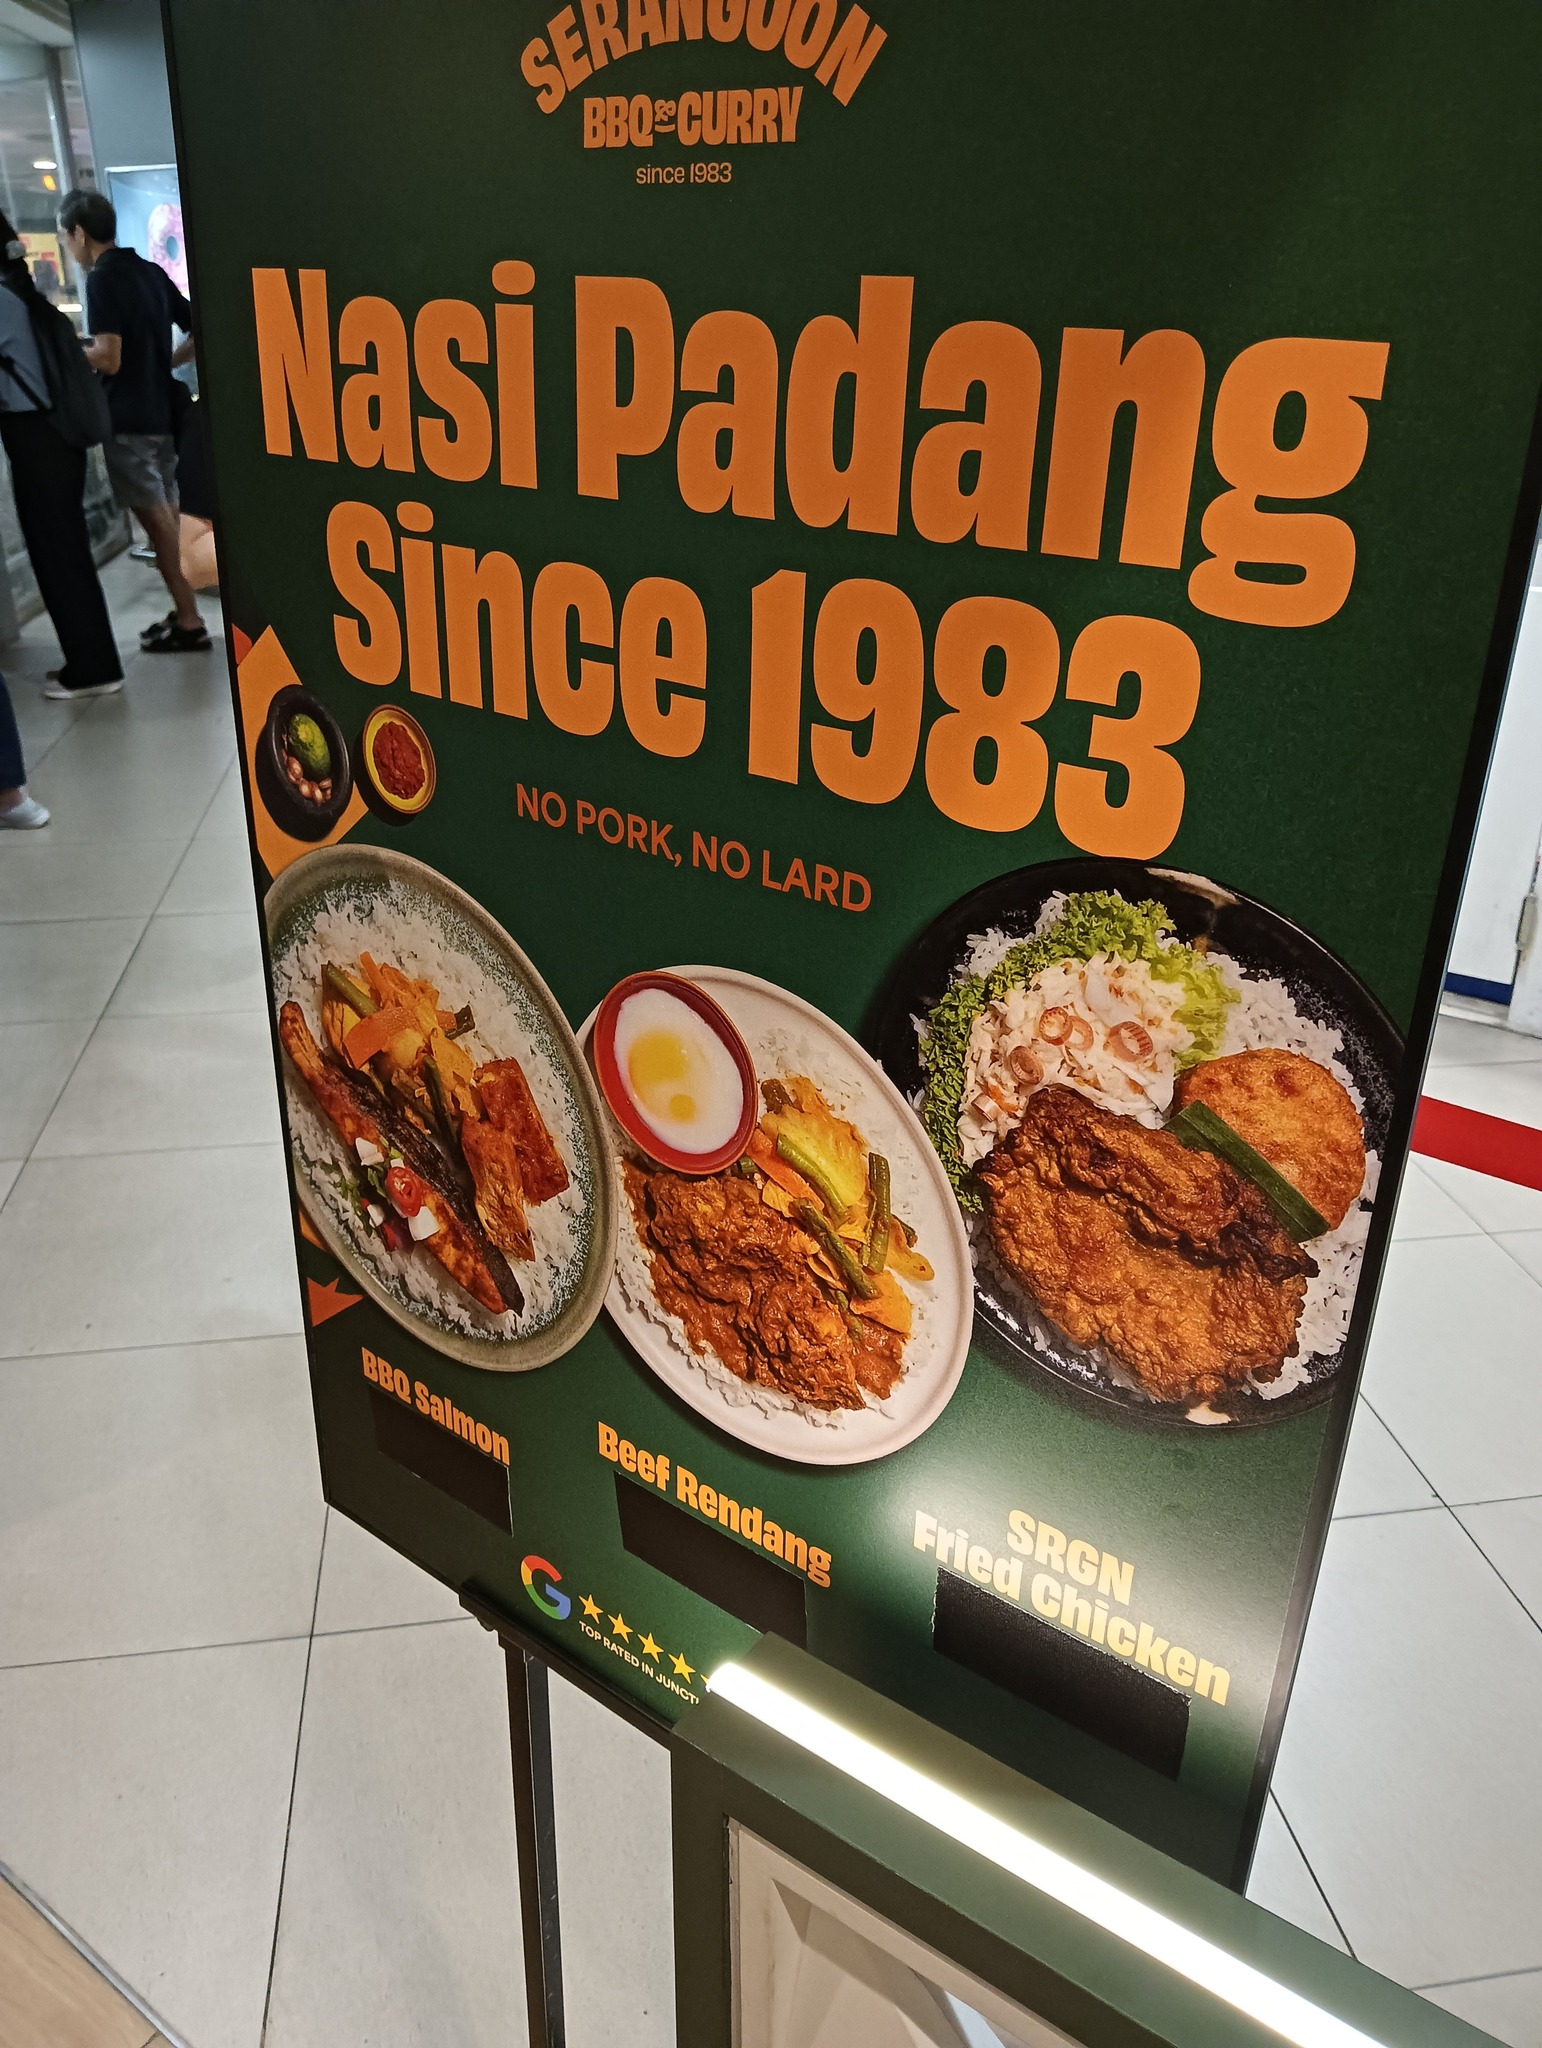 SERANGOON
BBQ & CURRY
since 1983
Nasi Padang
Since 1983
NO PORK, NO LARD
BBQ Salmon
Beef Rendang
SRGN
Fried Chicken
G
TOP RATED IN